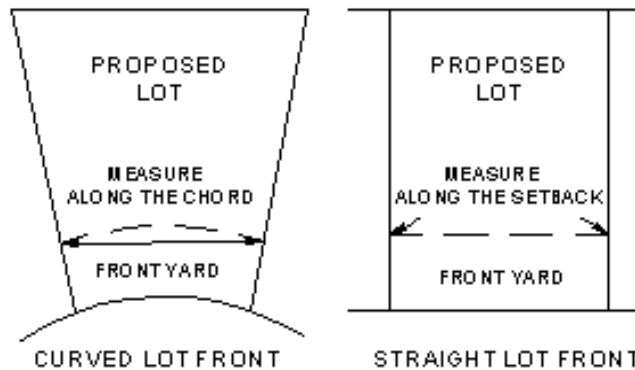 PROPOSED
LOT
MEASURE
ALONG THE CHORD
FRONT YARD
CURVED LOT FRONT
PROPOSED
LOT
MEASURE
ALONG THE SETBACK
FRONT YARD
STRAIGHT LOT FRONT